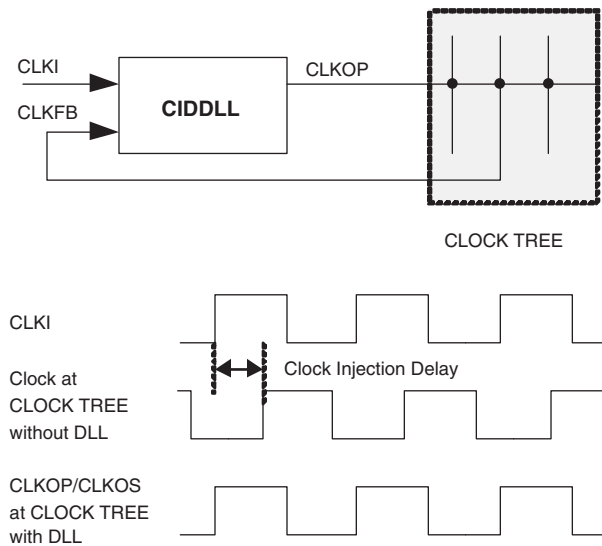 CLKI
CLKOP
CLKFB
CIDDLL
CLOCK TREE
CLKI
Clock Injection Delay
Clock at
CLOCK TREE
without DLL
CLKOP/CLKOS
at CLOCK TREE
with DLL